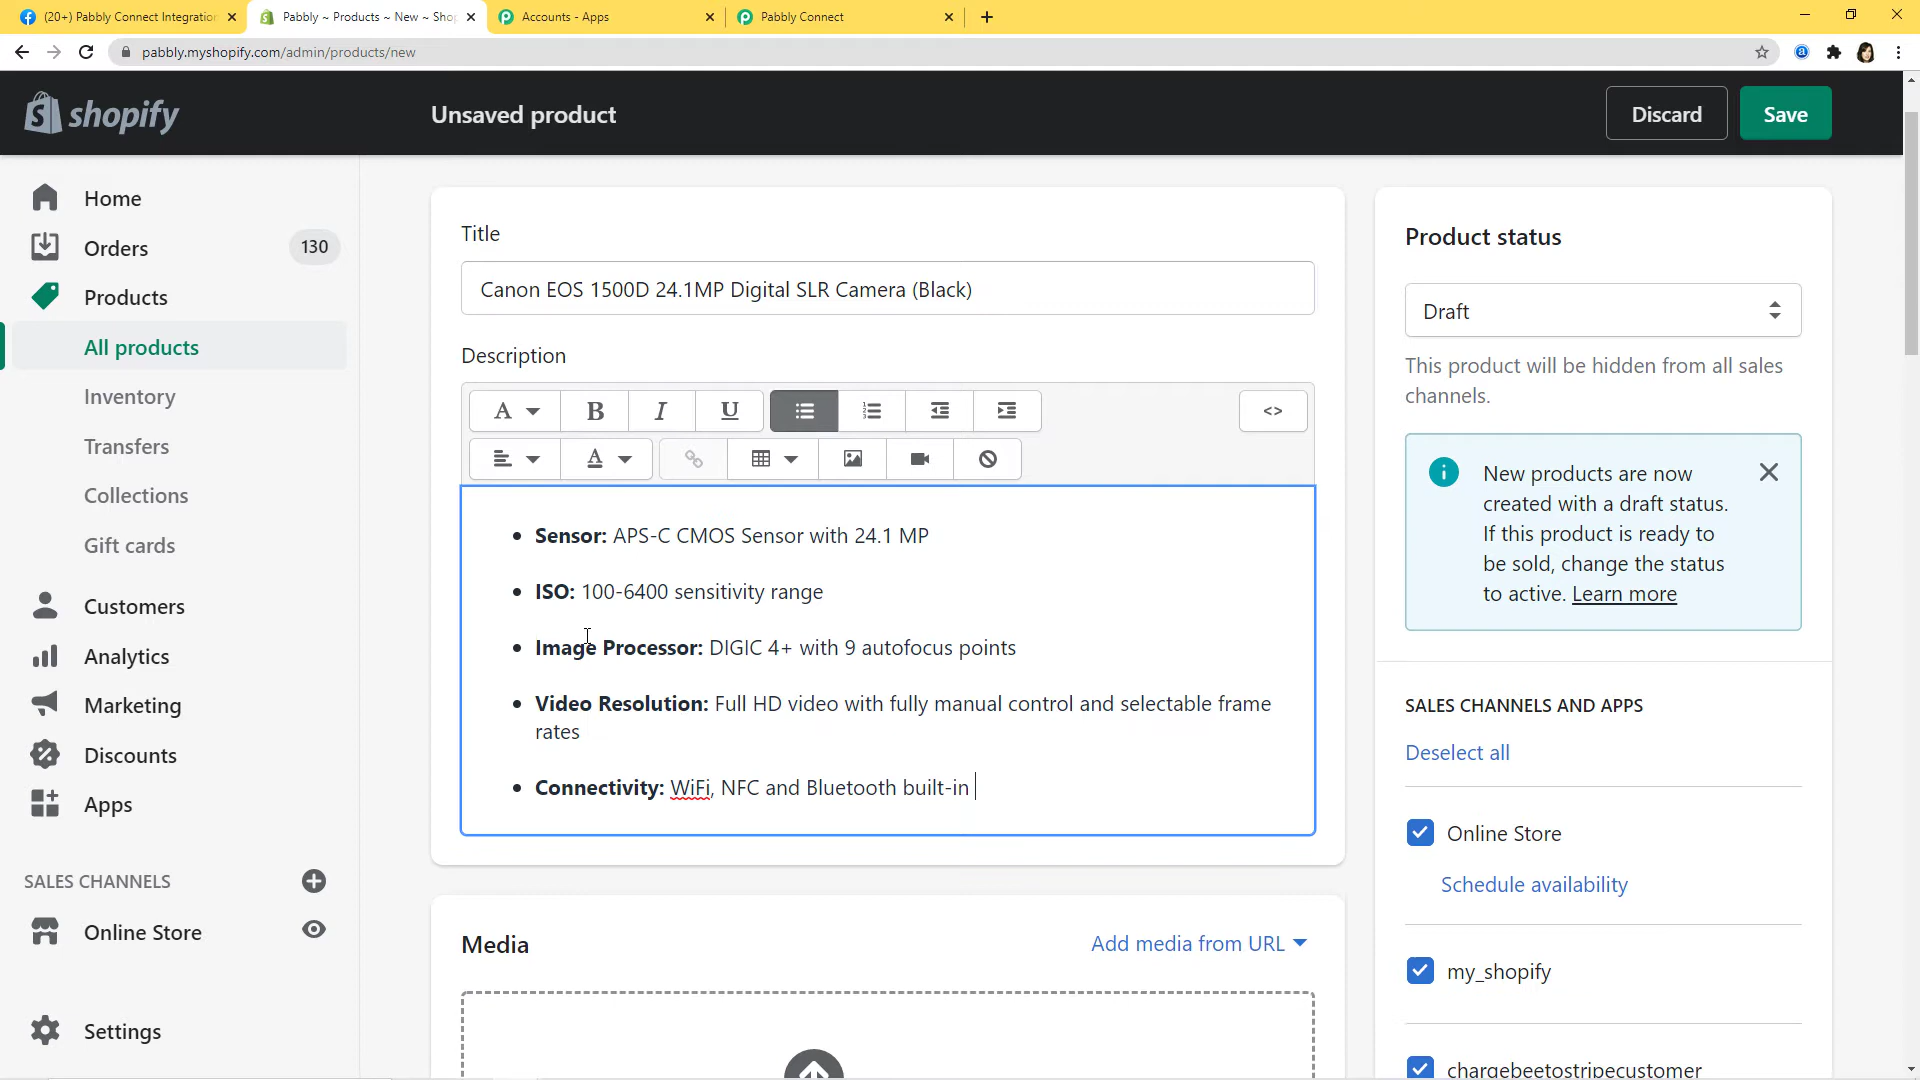 (20+) Pabbly Connect Integration
Pabbly ~ Products ~ New ~ Shop
Accounts - Apps
Pabbly Connect
pabbly.myshopify.com/admin/products/new
shopify
Unsaved product
Discard
Save
Home
Orders
130
Products
All products
Inventory
Transfers
Collections
Gift cards
Customers
Analytics
Marketing
Discounts
Apps
SALES CHANNELS
Online Store
Settings
Title
Canon EOS 1500D 24.1MP Digital SLR Camera (Black)
Description
A
B
I
U
<>
A
Sensor: APS-C CMOS Sensor with 24.1 MP
ISO: 100-6400 sensitivity range
Image Processor: DIGIC 4+ with 9 autofocus points
Video Resolution: Full HD video with fully manual control and selectable frame
rates
Connectivity: WiFi, NFC and Bluetooth built-in
Media
Add media from URL
Product status
Draft
This product will be hidden from all sales
channels.
New products are now
created with a draft status.
If this product is ready to
be sold, change the status
to active. Learn more
SALES CHANNELS AND APPS
Deselect all
Online Store
Schedule availability
my_shopify
chargebeetostripecustomer